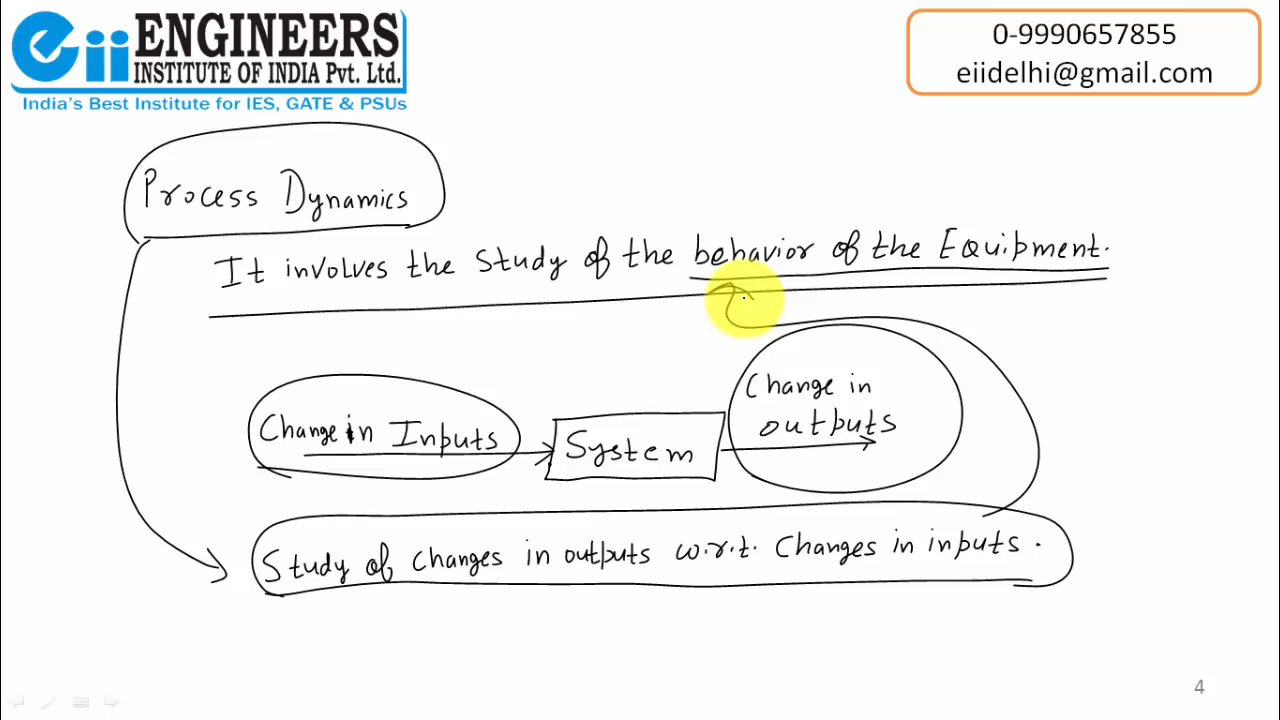 eii ENGINEERS
INSTITUTE OF INDIA Pvt. Ltd.
India's Best Institute for IES, GATE & PSUs
0-9990657855
eiidelhi@gmail.com
Process Dynamics
It involves the study of the behavior of the Equipment.
Change in Inputs
System
Change in
outputs
Study of changes in outputs w.r.t. Changes in inputs.
4